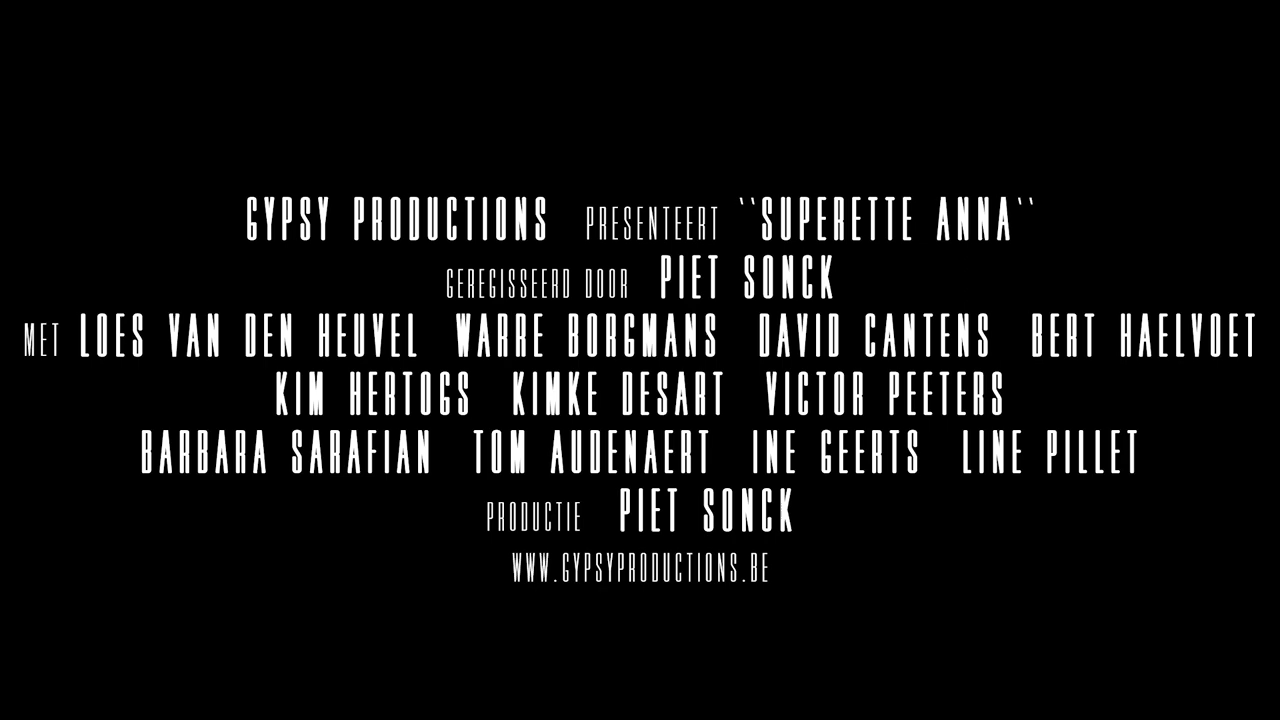 GYPSY PRODUCTIONS PRESENTEERT ``SUPERETTE ANNA``
GEREGISSEERD DOOR PIET SONCK
MET LOES VAN DEN HEUVEL WARRE BORGMANS DAVID CANTENS BERT HAELVOET
KIM HERTOGS KIMKE DESART VICTOR PEETERS
BARBARA SARAFIAN TOM AUDENAERT INE GEERTS LINE PILLET
PRODUCTIE PIET SONCK
WWW.GYPSYPRODUCTIONS.BE